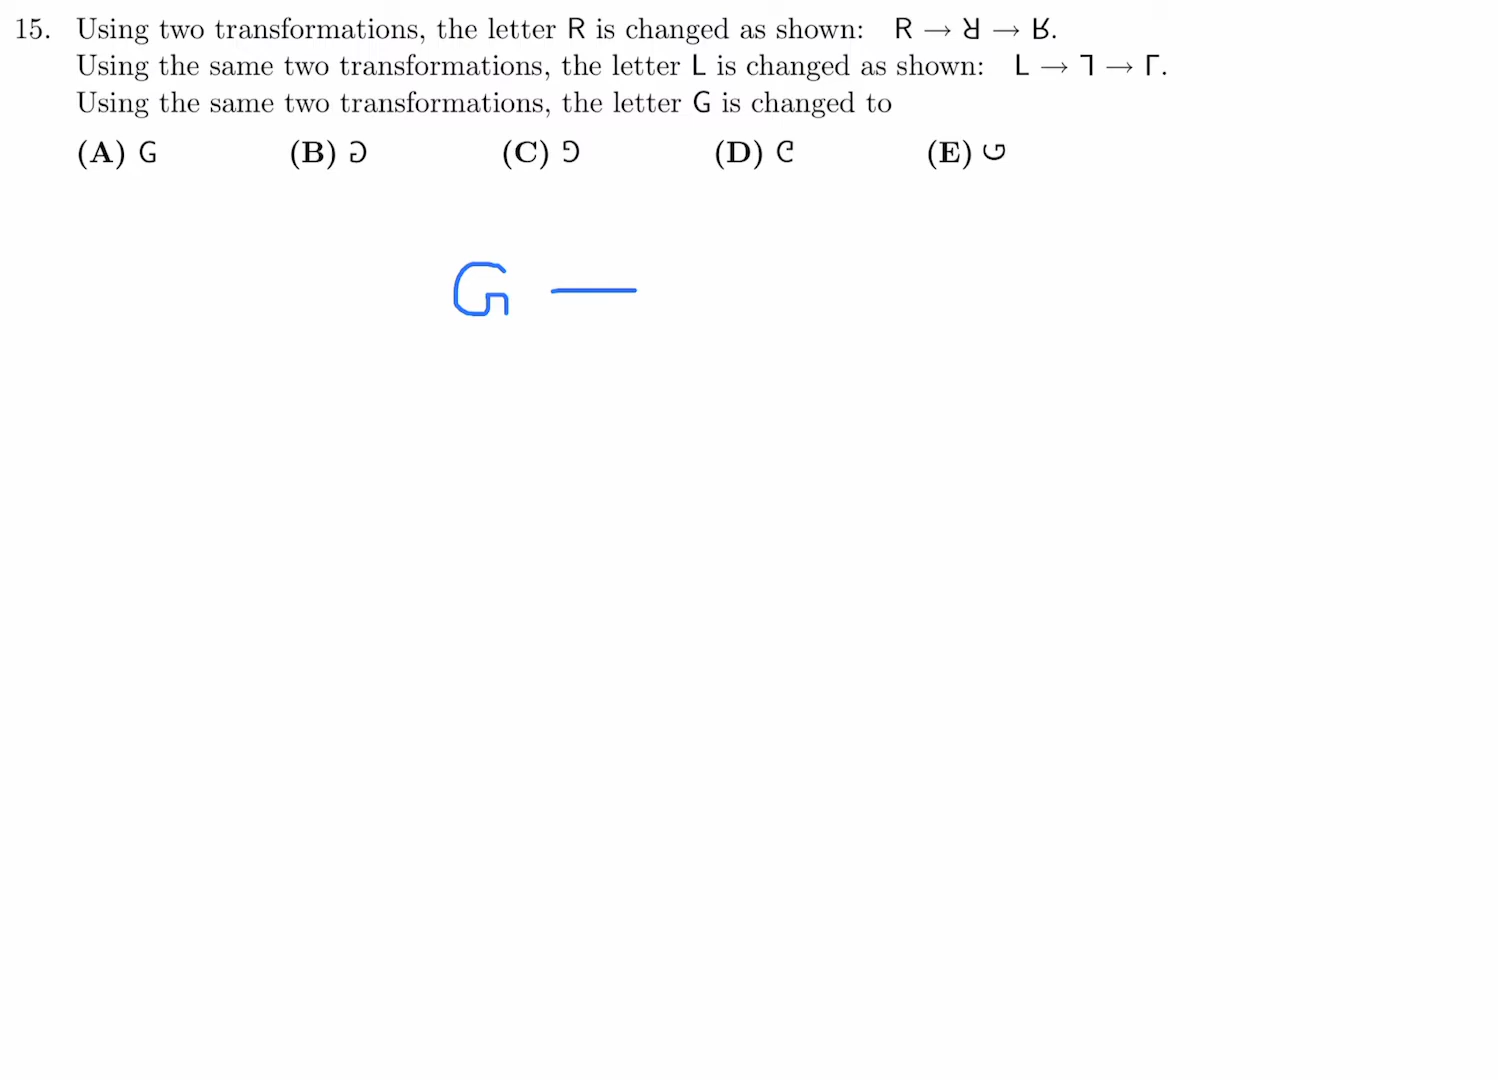 15. Using two transformations, the letter R is changed as shown: R → ꓤ → ꓣ.
Using the same two transformations, the letter L is changed as shown: L → ⅂ → Γ.
Using the same two transformations, the letter G is changed to
(A) G (B) (C) (D) (E)
G —